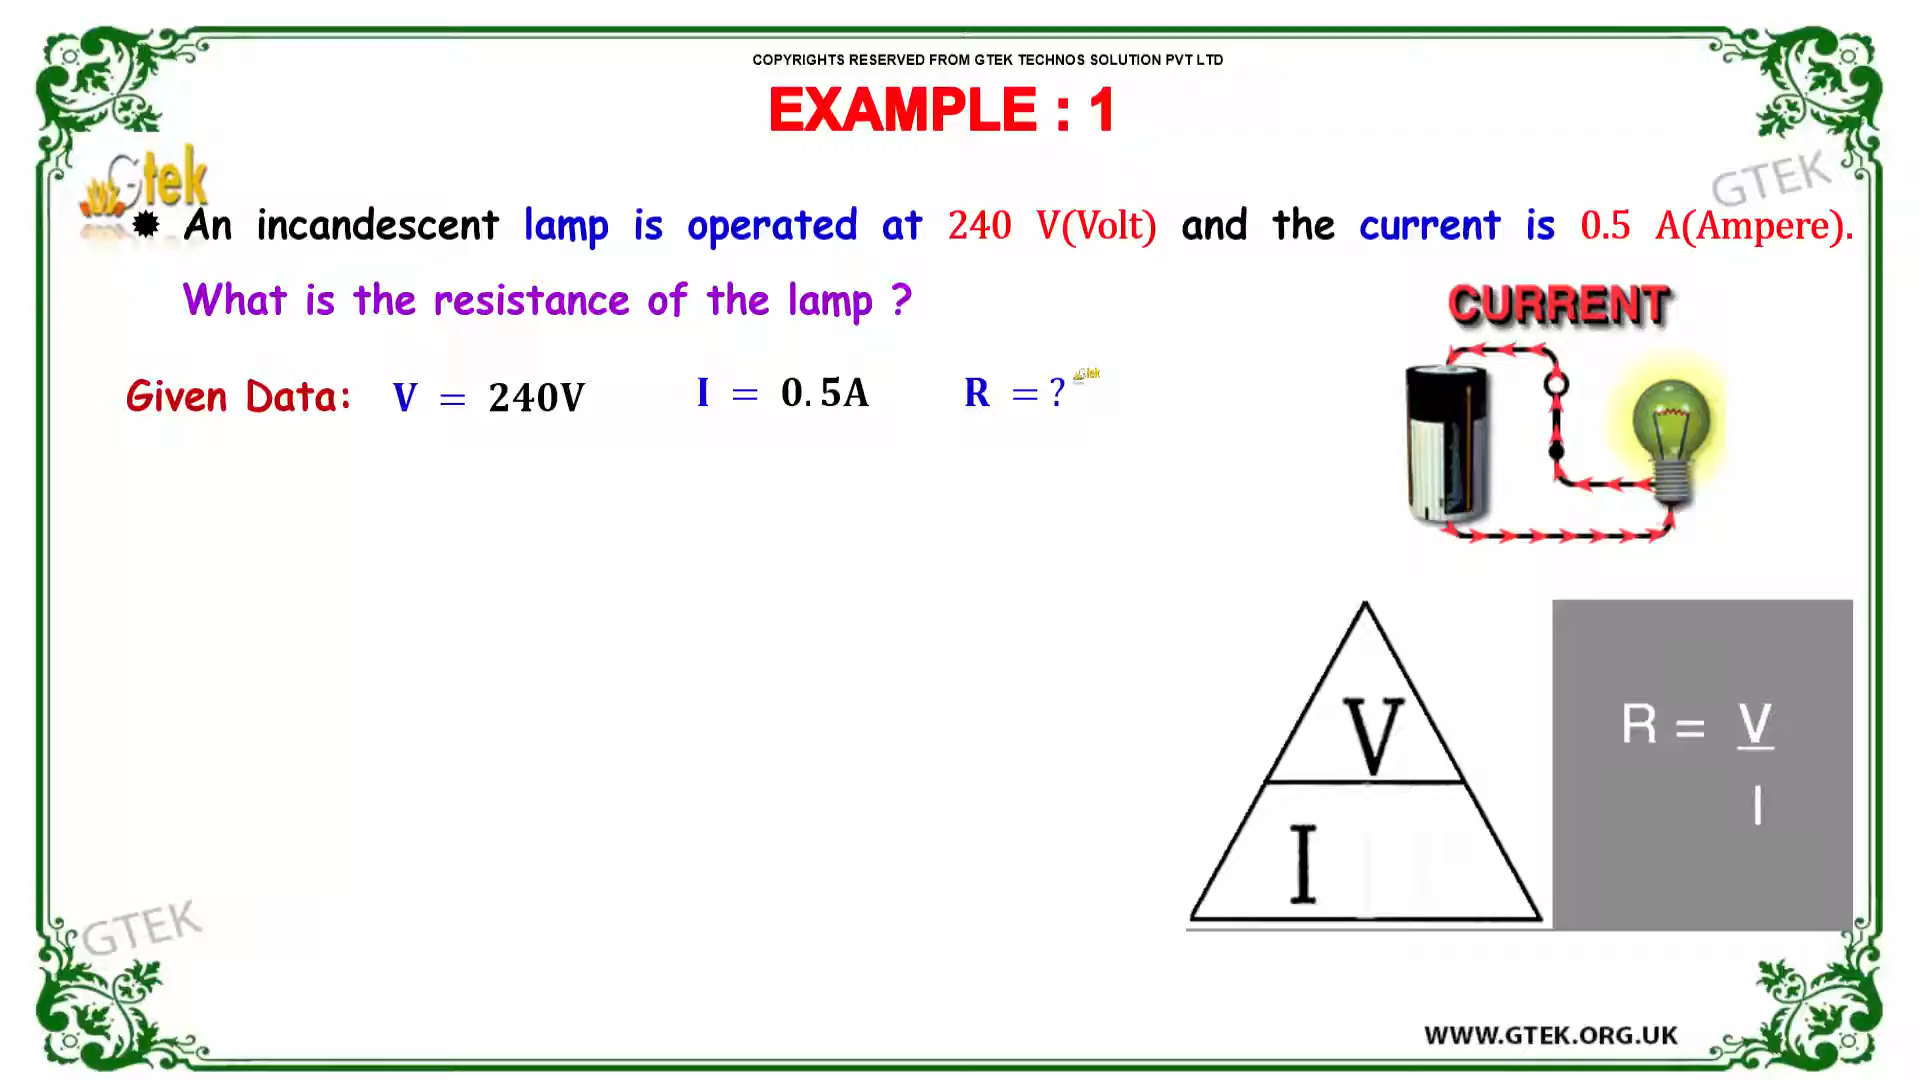 COPYRIGHTS RESERVED FROM GTEK TECHNOS SOLUTION PVT LTD
EXAMPLE : 1
Gtek
GTEK
An incandescent lamp is operated at 240 V(Volt) and the current is 0.5 A(Ampere).
What is the resistance of the lamp ?
CURRENT
Given Data: V = 240V I = 0.5A R = ?
Gtek
V
R = V
I
I
GTEK
WWW.GTEK.ORG.UK